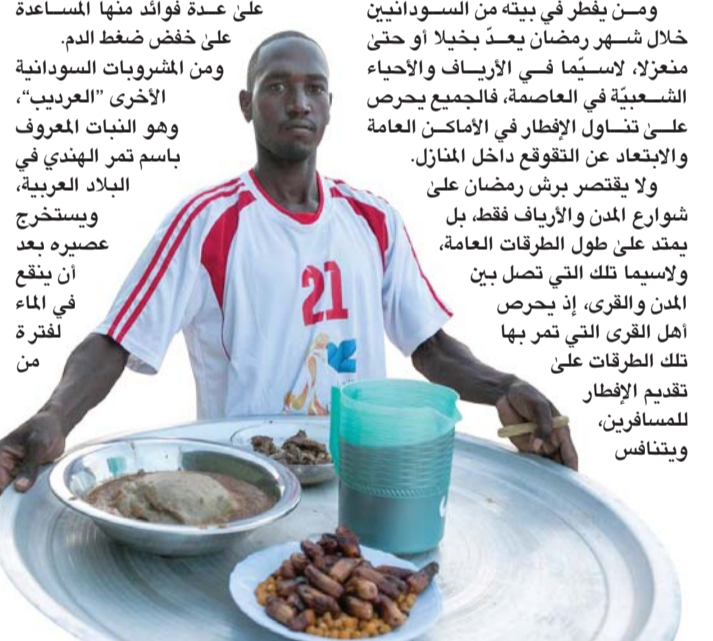 ومن يفطر في بيته من السودانيين
خلال شهر رمضان يعدّ بخيلا أو حتى
منعزلا، لاسيّما في الأرياف والأحياء
الشعبيّة في العاصمة، فالجميع يحرص
على تناول الإفطار في الأماكن العامة
والابتعاد عن التقوقع داخل المنازل.
ولا يقتصر برش رمضان على
شوارع المدن والأرياف فقط، بل
يمتد على طول الطرقات العامة،
ولاسيما تلك التي تصل بين
المدن والقرى، إذ يحرص
أهل القرى التي تمر بها
تلك الطرقات على
تقديم الإفطار
للمسافرين،
ويتنافس
على عدة فوائد منها المساعدة
على خفض ضغط الدم.
ومن المشروبات السودانية
الأخرى ”العرديب“،
وهو النبات المعروف
باسم تمر الهندي في
البلاد العربية،
ويستخرج
عصيره بعد
أن ينقع
في الماء
لفترة
من
21